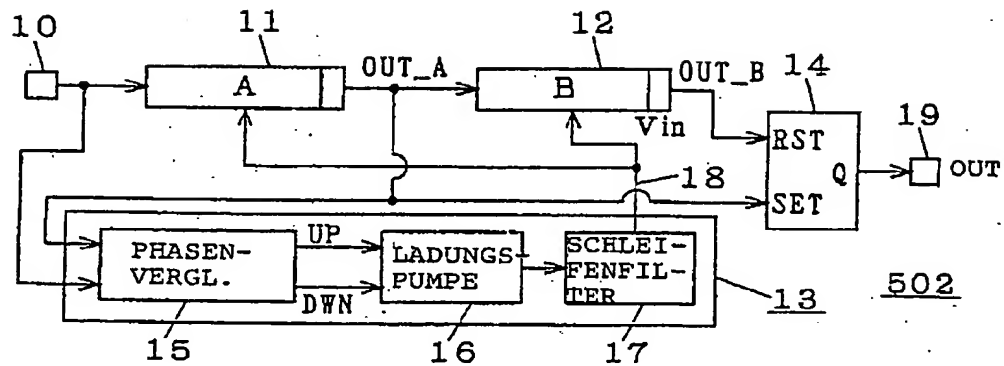 10
11
12
14
19
A
OUT_A
B
OUT_B
Vin
RST
Q
SET
OUT
18
PHASEN-
VERGL.
UP
DWN
LADUNGS-
PUMPE
SCHLEI-
FENFIL-
TER
13
502
15
16
17